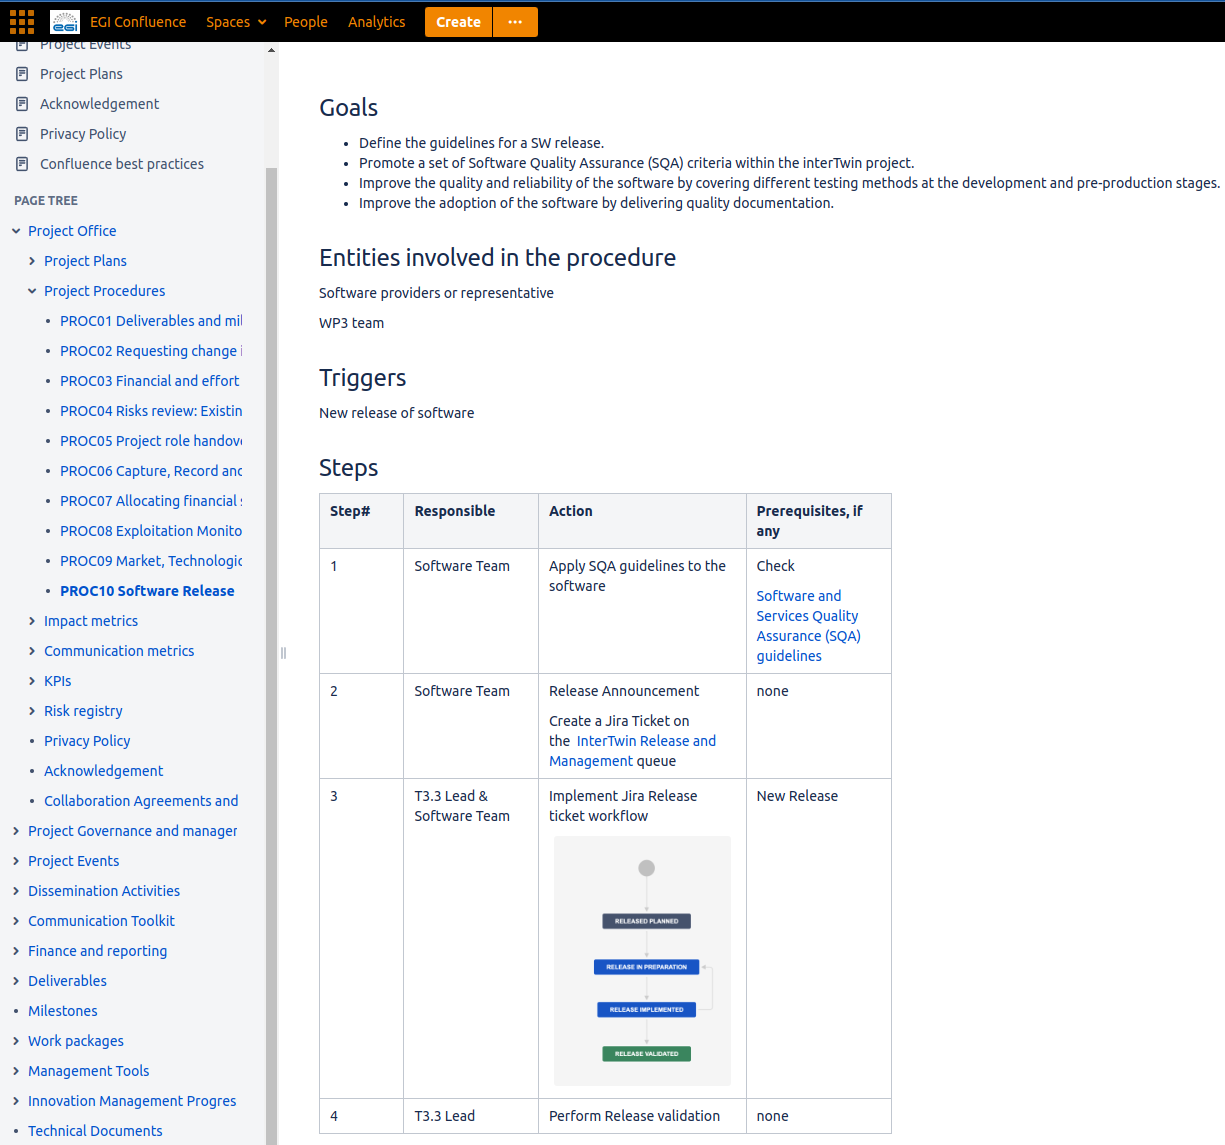 egi EGI Confluence Spaces People Analytics Create ...
Project Events
Project Plans
Acknowledgement
Privacy Policy
Confluence best practices
PAGE TREE
Project Office
Project Plans
Project Procedures
PROC01 Deliverables and mil
PROC02 Requesting change i
PROC03 Financial and effort
PROC04 Risks review: Existin
PROC05 Project role handove
PROC06 Capture, Record and
PROC07 Allocating financial s
PROC08 Exploitation Monito
PROC09 Market, Technologic
PROC10 Software Release
Impact metrics
Communication metrics
KPIs
Risk registry
Privacy Policy
Acknowledgement
Collaboration Agreements and
Project Governance and manager
Project Events
Dissemination Activities
Communication Toolkit
Finance and reporting
Deliverables
Milestones
Work packages
Management Tools
Innovation Management Progres
Technical Documents
Goals
• Define the guidelines for a SW release.
• Promote a set of Software Quality Assurance (SQA) criteria within the interTwin project.
• Improve the quality and reliability of the software by covering different testing methods at the development and pre-production stages.
• Improve the adoption of the software by delivering quality documentation.
Entities involved in the procedure
Software providers or representative
WP3 team
Triggers
New release of software
Steps
Step# Responsible Action Prerequisites, if
any
1 Software Team Apply SQA guidelines to the
software
Check
Software and
Services Quality
Assurance (SQA)
guidelines
2 Software Team Release Announcement
Create a Jira Ticket on
the InterTwin Release and
Management queue
none
3 T3.3 Lead &
Software Team
Implement Jira Release
ticket workflow
RELEASED PLANNED
RELEASE IN PREPARATION
RELEASE IMPLEMENTED
RELEASE VALIDATED
New Release
4 T3.3 Lead Perform Release validation none